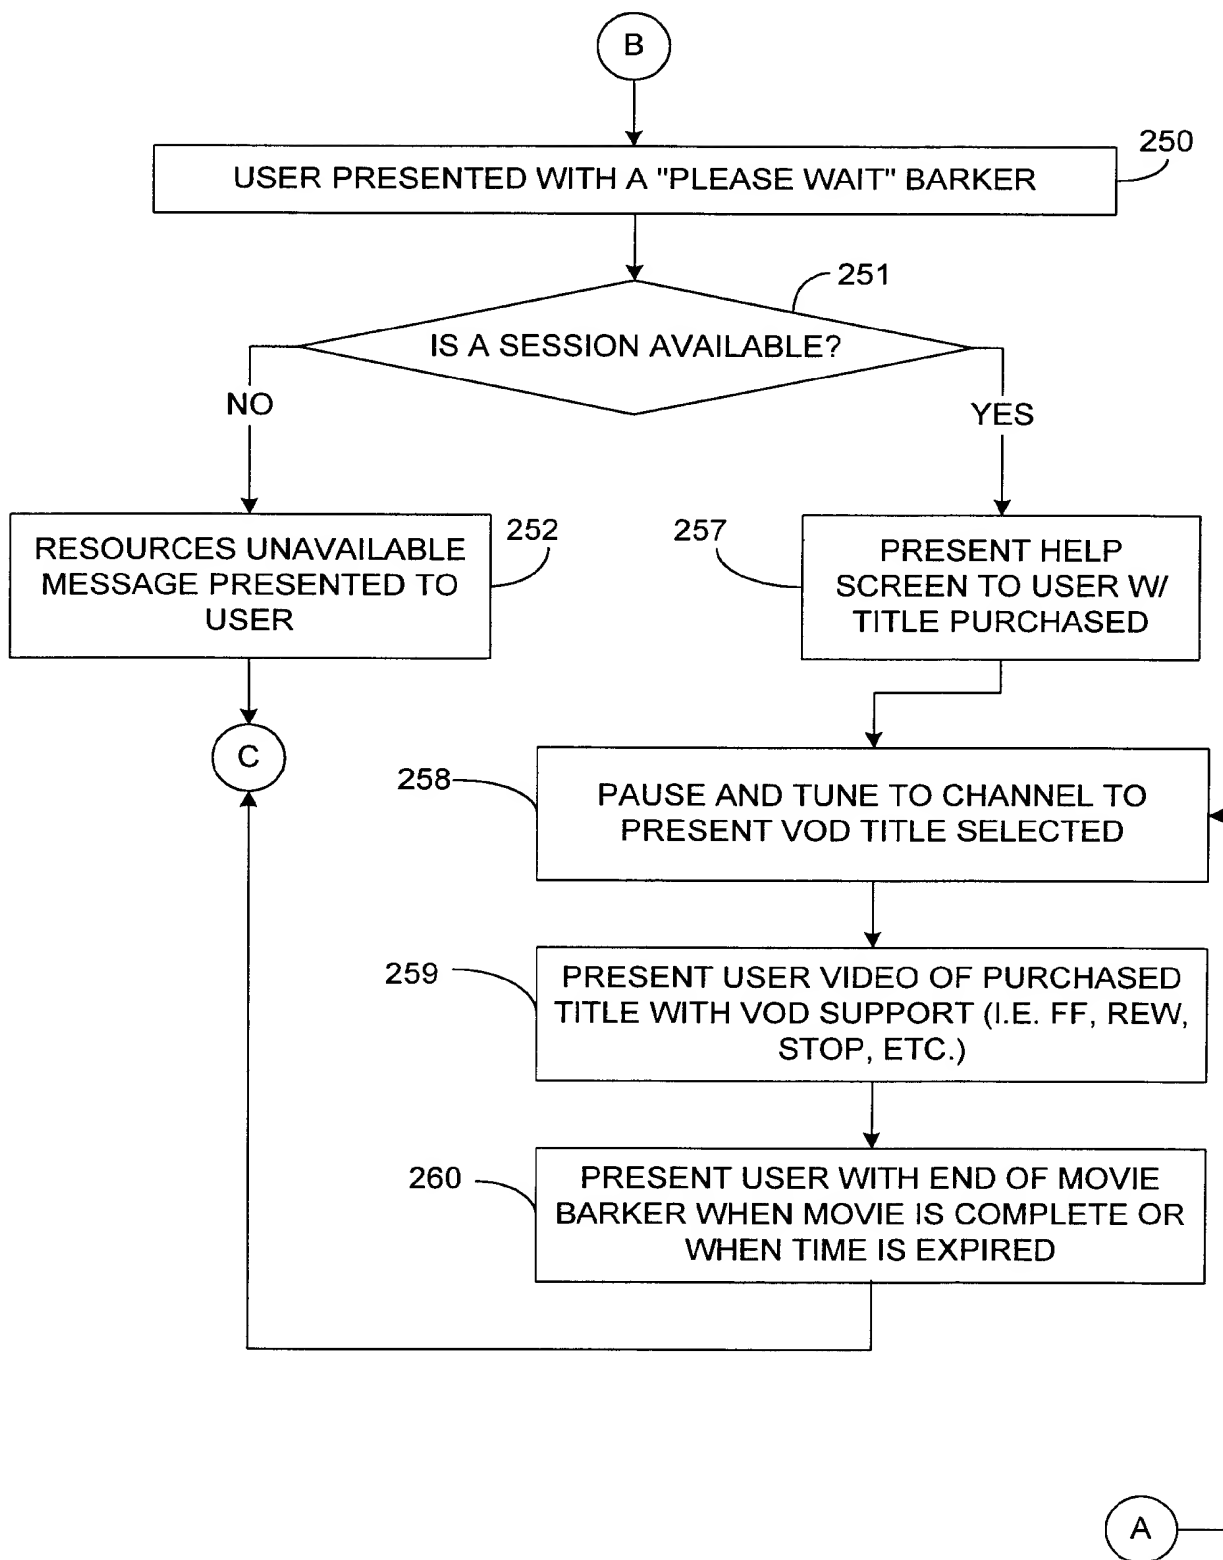 B
250
USER PRESENTED WITH A "PLEASE WAIT" BARKER
251
IS A SESSION AVAILABLE?
NO
YES
RESOURCES UNAVAILABLE
MESSAGE PRESENTED TO
USER
252
257
PRESENT HELP
SCREEN TO USER W/
TITLE PURCHASED
C
258
PAUSE AND TUNE TO CHANNEL TO
PRESENT VOD TITLE SELECTED
259
PRESENT USER VIDEO OF PURCHASED
TITLE WITH VOD SUPPORT (I.E. FF, REW,
STOP, ETC.)
260
PRESENT USER WITH END OF MOVIE
BARKER WHEN MOVIE IS COMPLETE OR
WHEN TIME IS EXPIRED
A